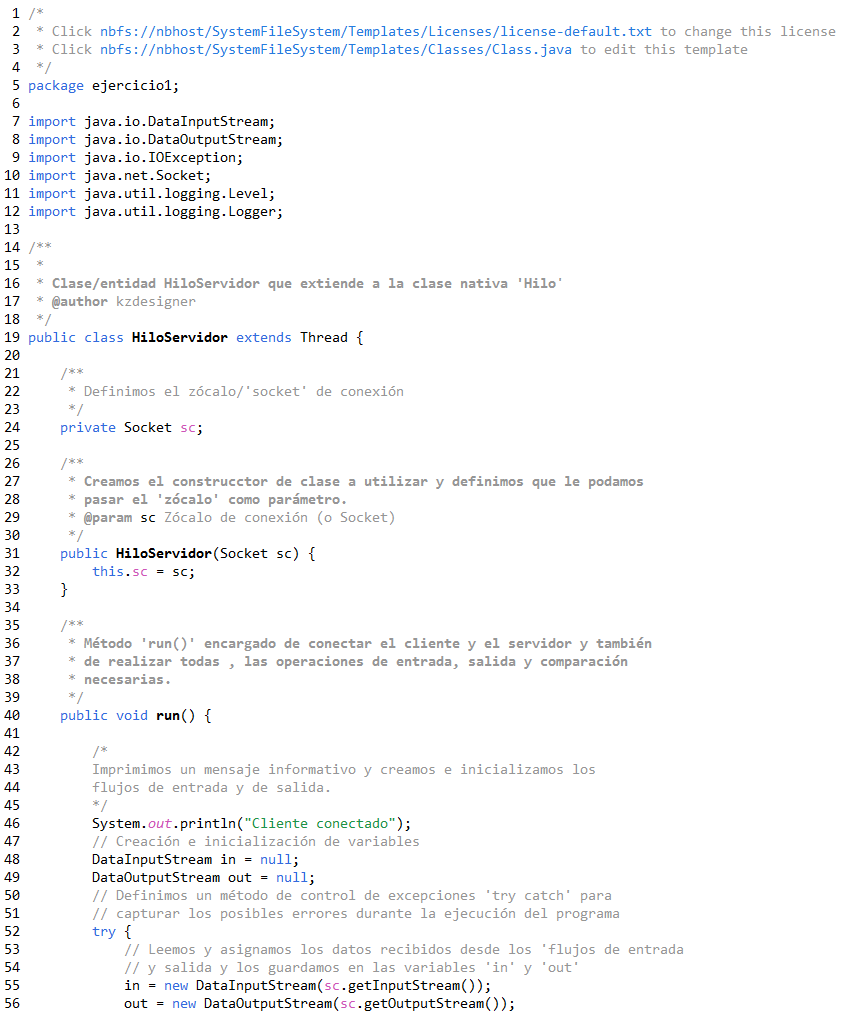 1 /*
2  * Click nbfs://nbhost/SystemFileSystem/Templates/Licenses/license-default.txt to change this license
3  * Click nbfs://nbhost/SystemFileSystem/Templates/Classes/Class.java to edit this template
4  */
5 package ejercicio1;
6
7 import java.io.DataInputStream;
8 import java.io.DataOutputStream;
9 import java.io.IOException;
10 import java.net.Socket;
11 import java.util.logging.Level;
12 import java.util.logging.Logger;
13
14 /**
15  *
16  * Clase/entidad HiloServidor que extiende a la clase nativa 'Hilo'
17  * @author kzdesigner
18  */
19 public class HiloServidor extends Thread {
20
21     /**
22      * Definimos el zócalo/'socket' de conexión
23      */
24     private Socket sc;
25
26     /**
27      * Creamos el construcctor de clase a utilizar y definimos que le podamos
28      * pasar el 'zócalo' como parámetro.
29      * @param sc Zócalo de conexión (o Socket)
30      */
31     public HiloServidor(Socket sc) {
32         this.sc = sc;
33     }
34
35     /**
36      * Método 'run()' encargado de conectar el cliente y el servidor y también
37      * de realizar todas , las operaciones de entrada, salida y comparación
38      * necesarias.
39      */
40     public void run() {
41
42         /*
43         Imprimimos un mensaje informativo y creamos e inicializamos los
44         flujos de entrada y de salida.
45         */
46         System.out.println("Cliente conectado");
47         // Creación e inicialización de variables
48         DataInputStream in = null;
49         DataOutputStream out = null;
50         // Definimos un método de control de excepciones 'try catch' para
51         // capturar los posibles errores durante la ejecución del programa
52         try {
53             // Leemos y asignamos los datos recibidos desde los 'flujos de entrada
54             // y salida y los guardamos en las variables 'in' y 'out'
55             in = new DataInputStream(sc.getInputStream());
56             out = new DataOutputStream(sc.getOutputStream());